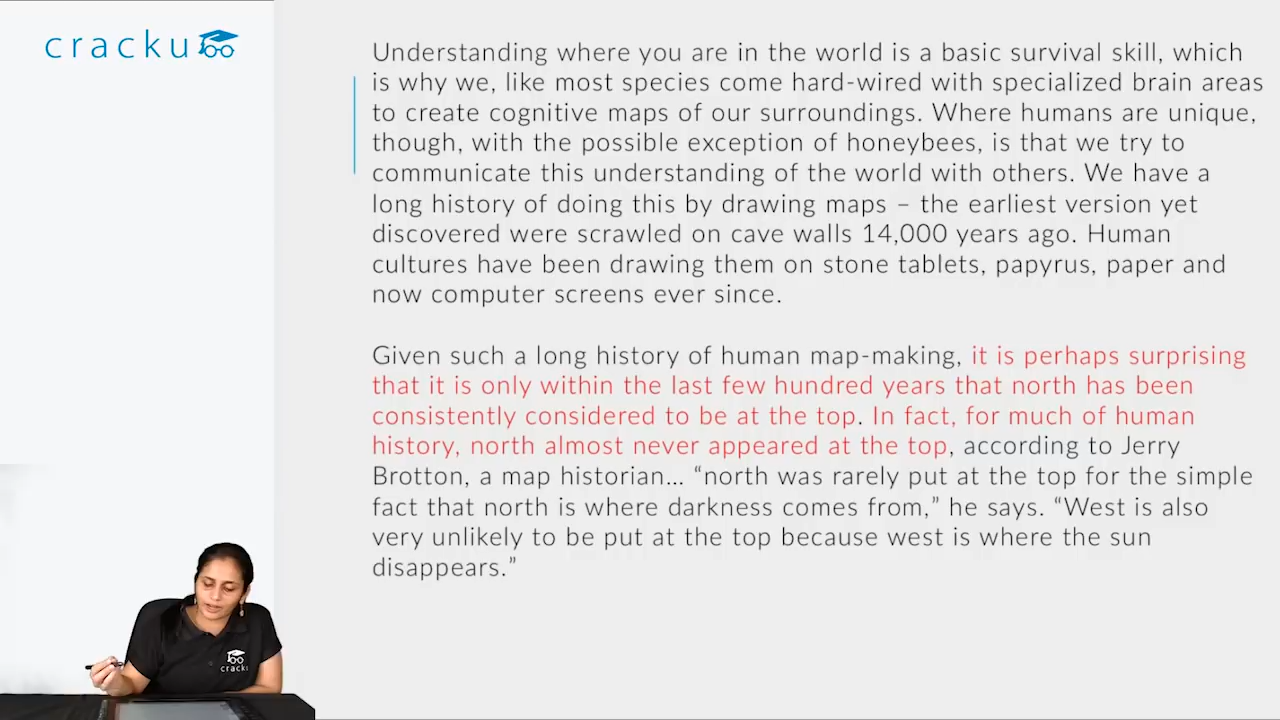 cracku
Understanding where you are in the world is a basic survival skill, which
is why we, like most species come hard-wired with specialized brain areas
to create cognitive maps of our surroundings. Where humans are unique,
though, with the possible exception of honeybees, is that we try to
communicate this understanding of the world with others. We have a
long history of doing this by drawing maps – the earliest version yet
discovered were scrawled on cave walls 14,000 years ago. Human
cultures have been drawing them on stone tablets, papyrus, paper and
now computer screens ever since.
Given such a long history of human map-making, it is perhaps surprising
that it is only within the last few hundred years that north has been
consistently considered to be at the top. In fact, for much of human
history, north almost never appeared at the top, according to Jerry
Brotton, a map historian... “north was rarely put at the top for the simple
fact that north is where darkness comes from,” he says. “West is also
very unlikely to be put at the top because west is where the sun
disappears.”
cracku